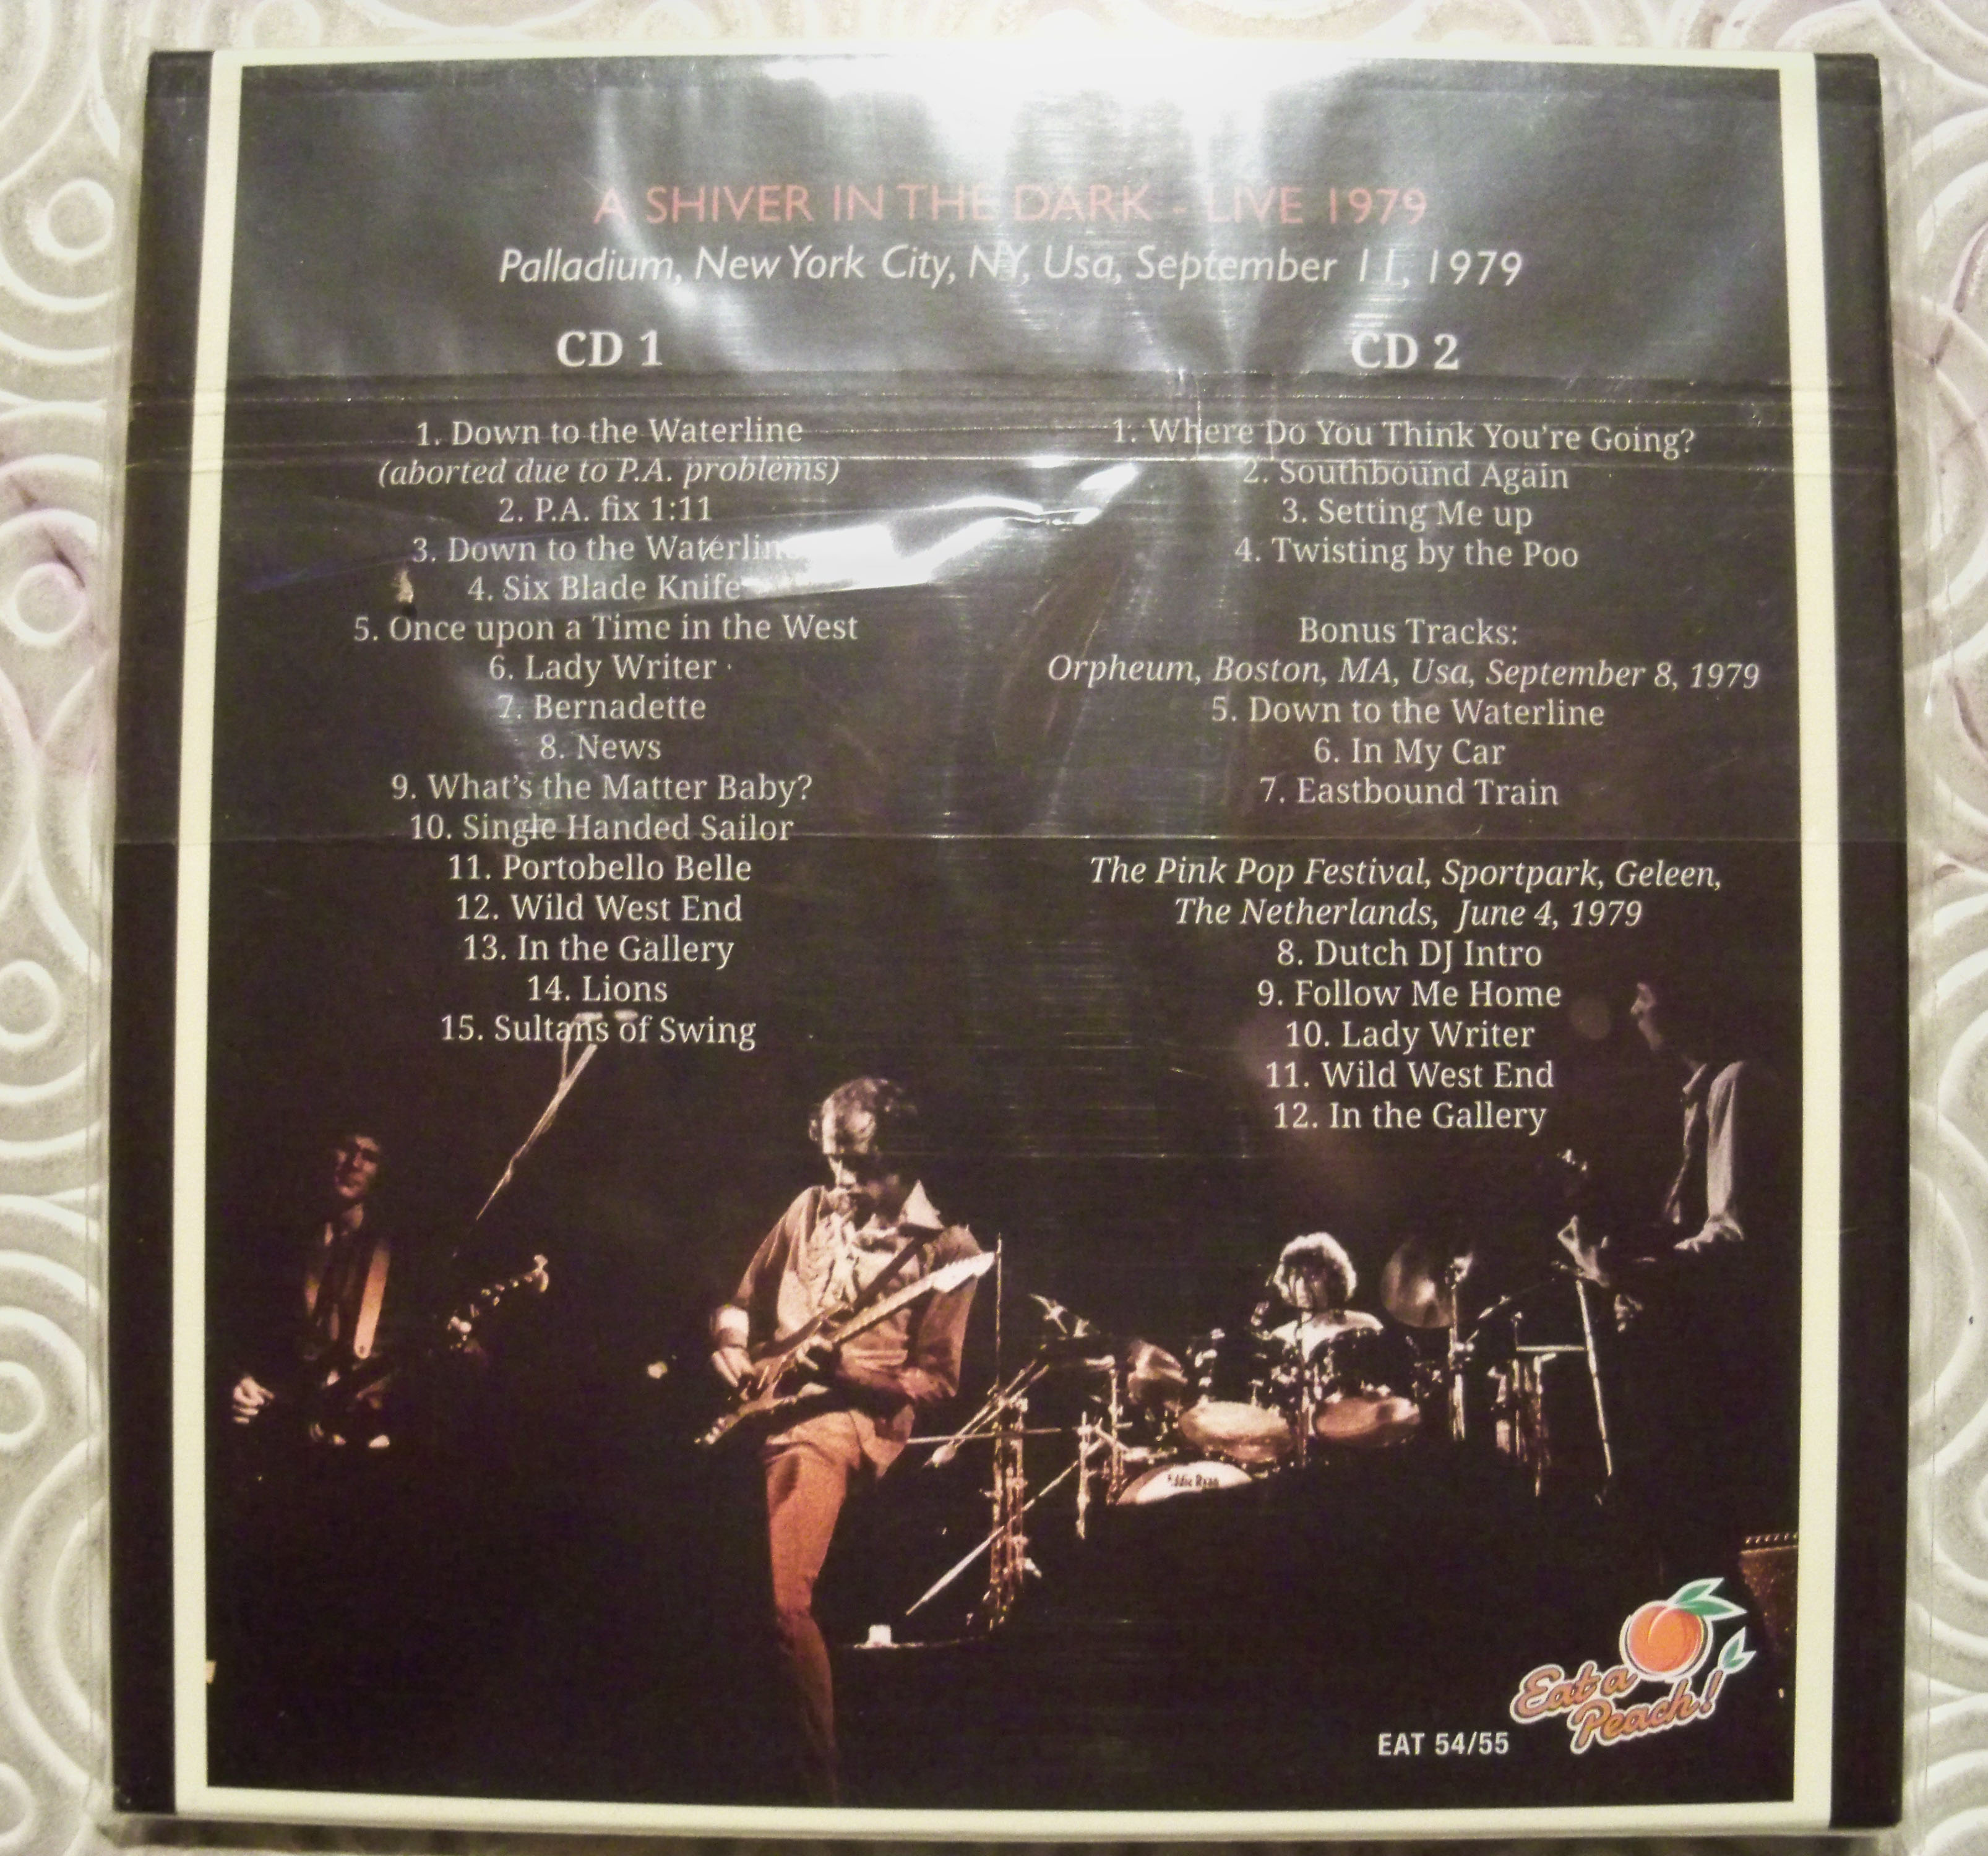 A SHIVER IN THE DARK - LIVE 1979
Palladium, New York City, NY, Usa, September 11, 1979
CD 1
1. Down to the Waterline
(aborted due to P.A. problems)
2. P.A. fix 1:11
3. Down to the Waterline
4. Six Blade Knife
5. Once upon a Time in the West
6. Lady Writer
7. Bernadette
8. News
9. What's the Matter Baby?
10. Single Handed Sailor
11. Portobello Belle
12. Wild West End
13. In the Gallery
14. Lions
15. Sultans of Swing
CD 2
1. Where Do You Think You're Going?
2. Southbound Again
3. Setting Me up
4. Twisting by the Poo
Bonus Tracks:
Orpheum, Boston, MA, Usa, September 8, 1979
5. Down to the Waterline
6. In My Car
7. Eastbound Train
The Pink Pop Festival, Sportpark, Geleen,
The Netherlands, June 4, 1979
8. Dutch DJ Intro
9. Follow Me Home
10. Lady Writer
11. Wild West End
12. In the Gallery
Eddie Ryan
Eat a
Peach!
EAT 54/55